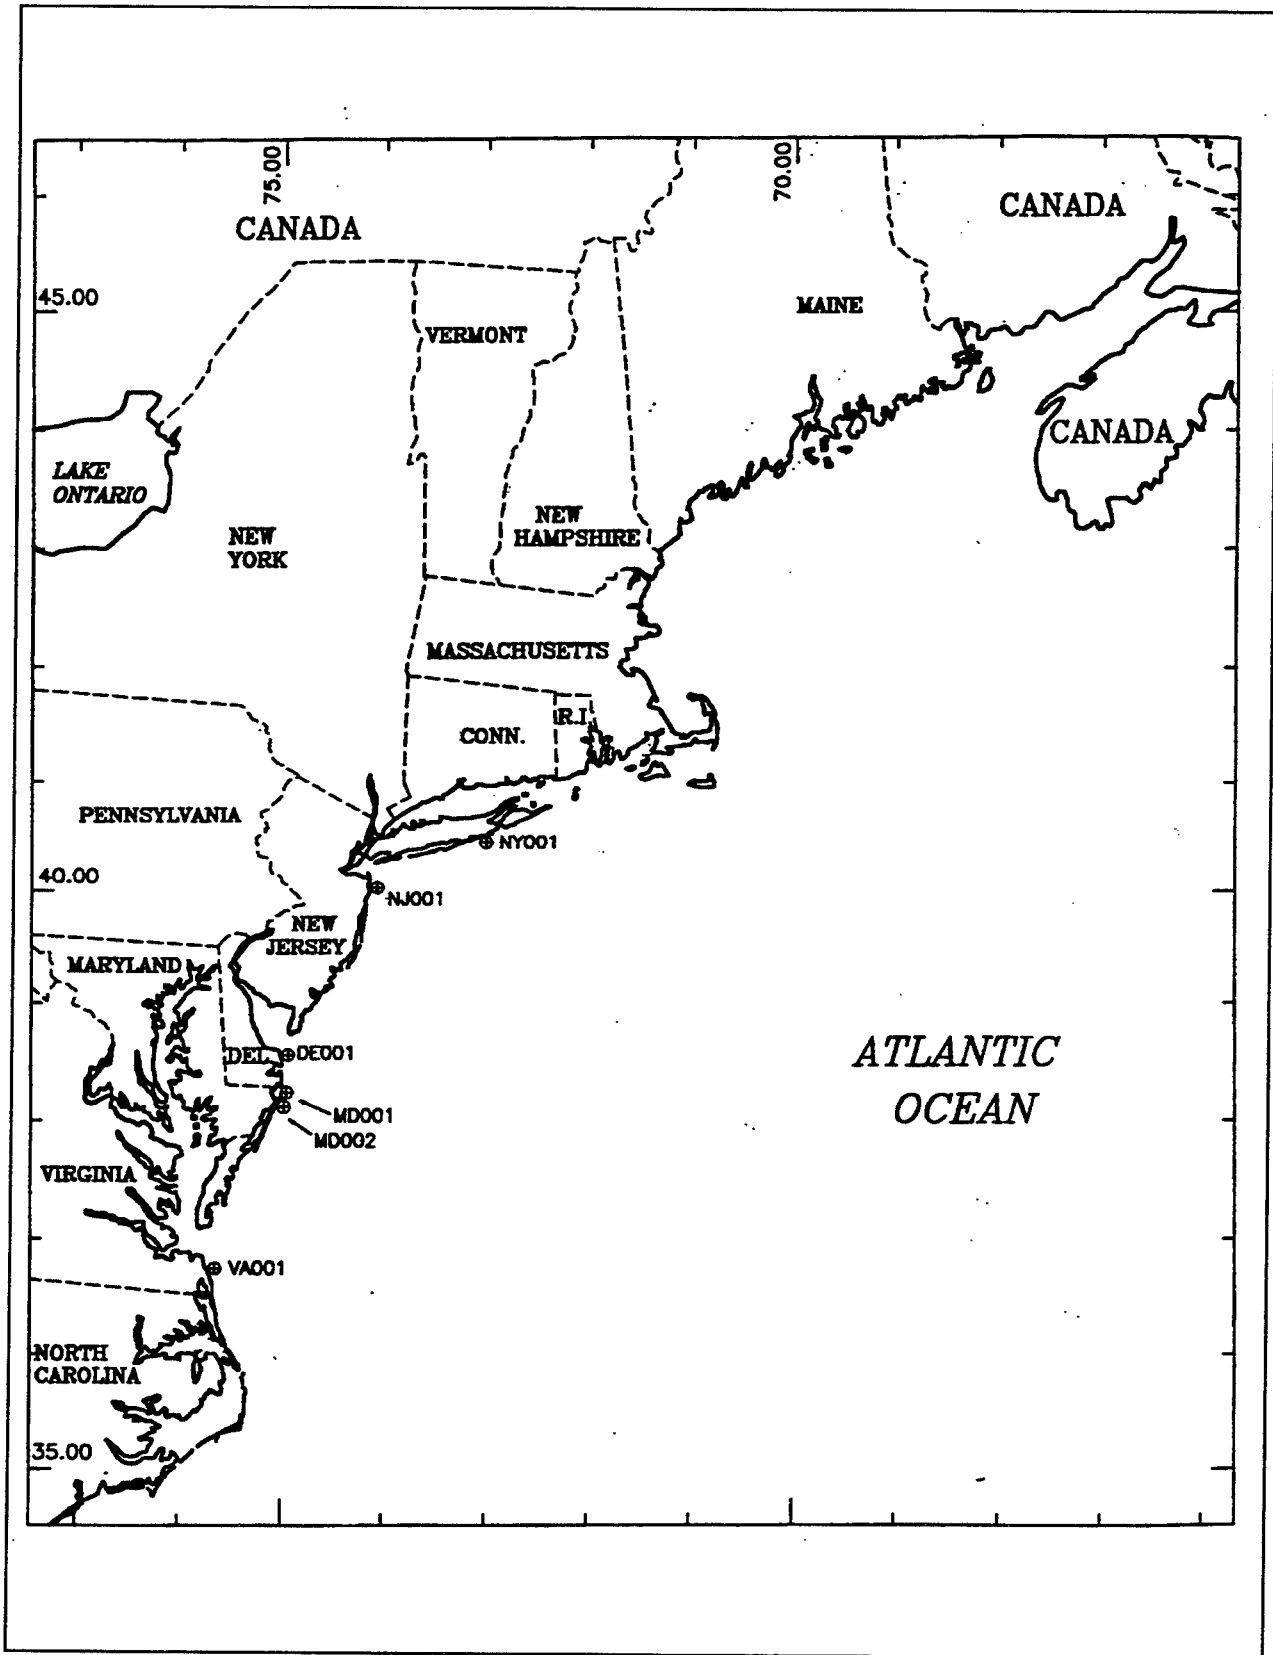 75.00
70.00
CANADA
CANADA
45.00
MAINE
VERMONT
CANADA
LAKE
ONTARIO
NEW
HAMPSHIRE
NEW
YORK
MASSACHUSETTS
R.I.
CONN.
PENNSYLVANIA
NY001
40.00
NJ001
NEW
JERSEY
MARYLAND
DEL.
DE001
ATLANTIC
OCEAN
MD001
MD002
VIRGINIA
VA001
NORTH
CAROLINA
35.00